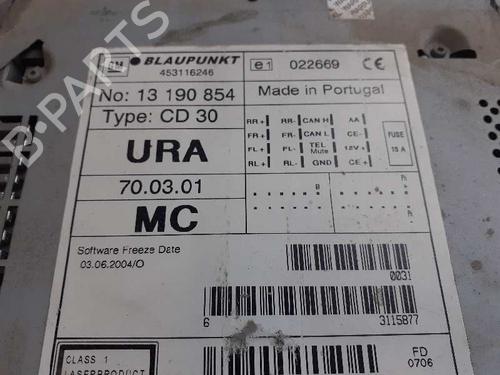 GM BLAUPUNKT
453116246
e1 022669 CE
No: 13 190 854
Made in Portugal
Type: CD 30
RR+ RR- CAN H AA
FR+ FR- CAN L CE-
FL+ FL- TEL Mute 12V+
RL+ RL- GND CE+
FUSE
15 A
URA
70.03.01
MC
Software Freeze Date
03.06.2004/O
0031
6 3115877
CLASS 1
LASERPRODUCT
FD
0706
B-PARTS